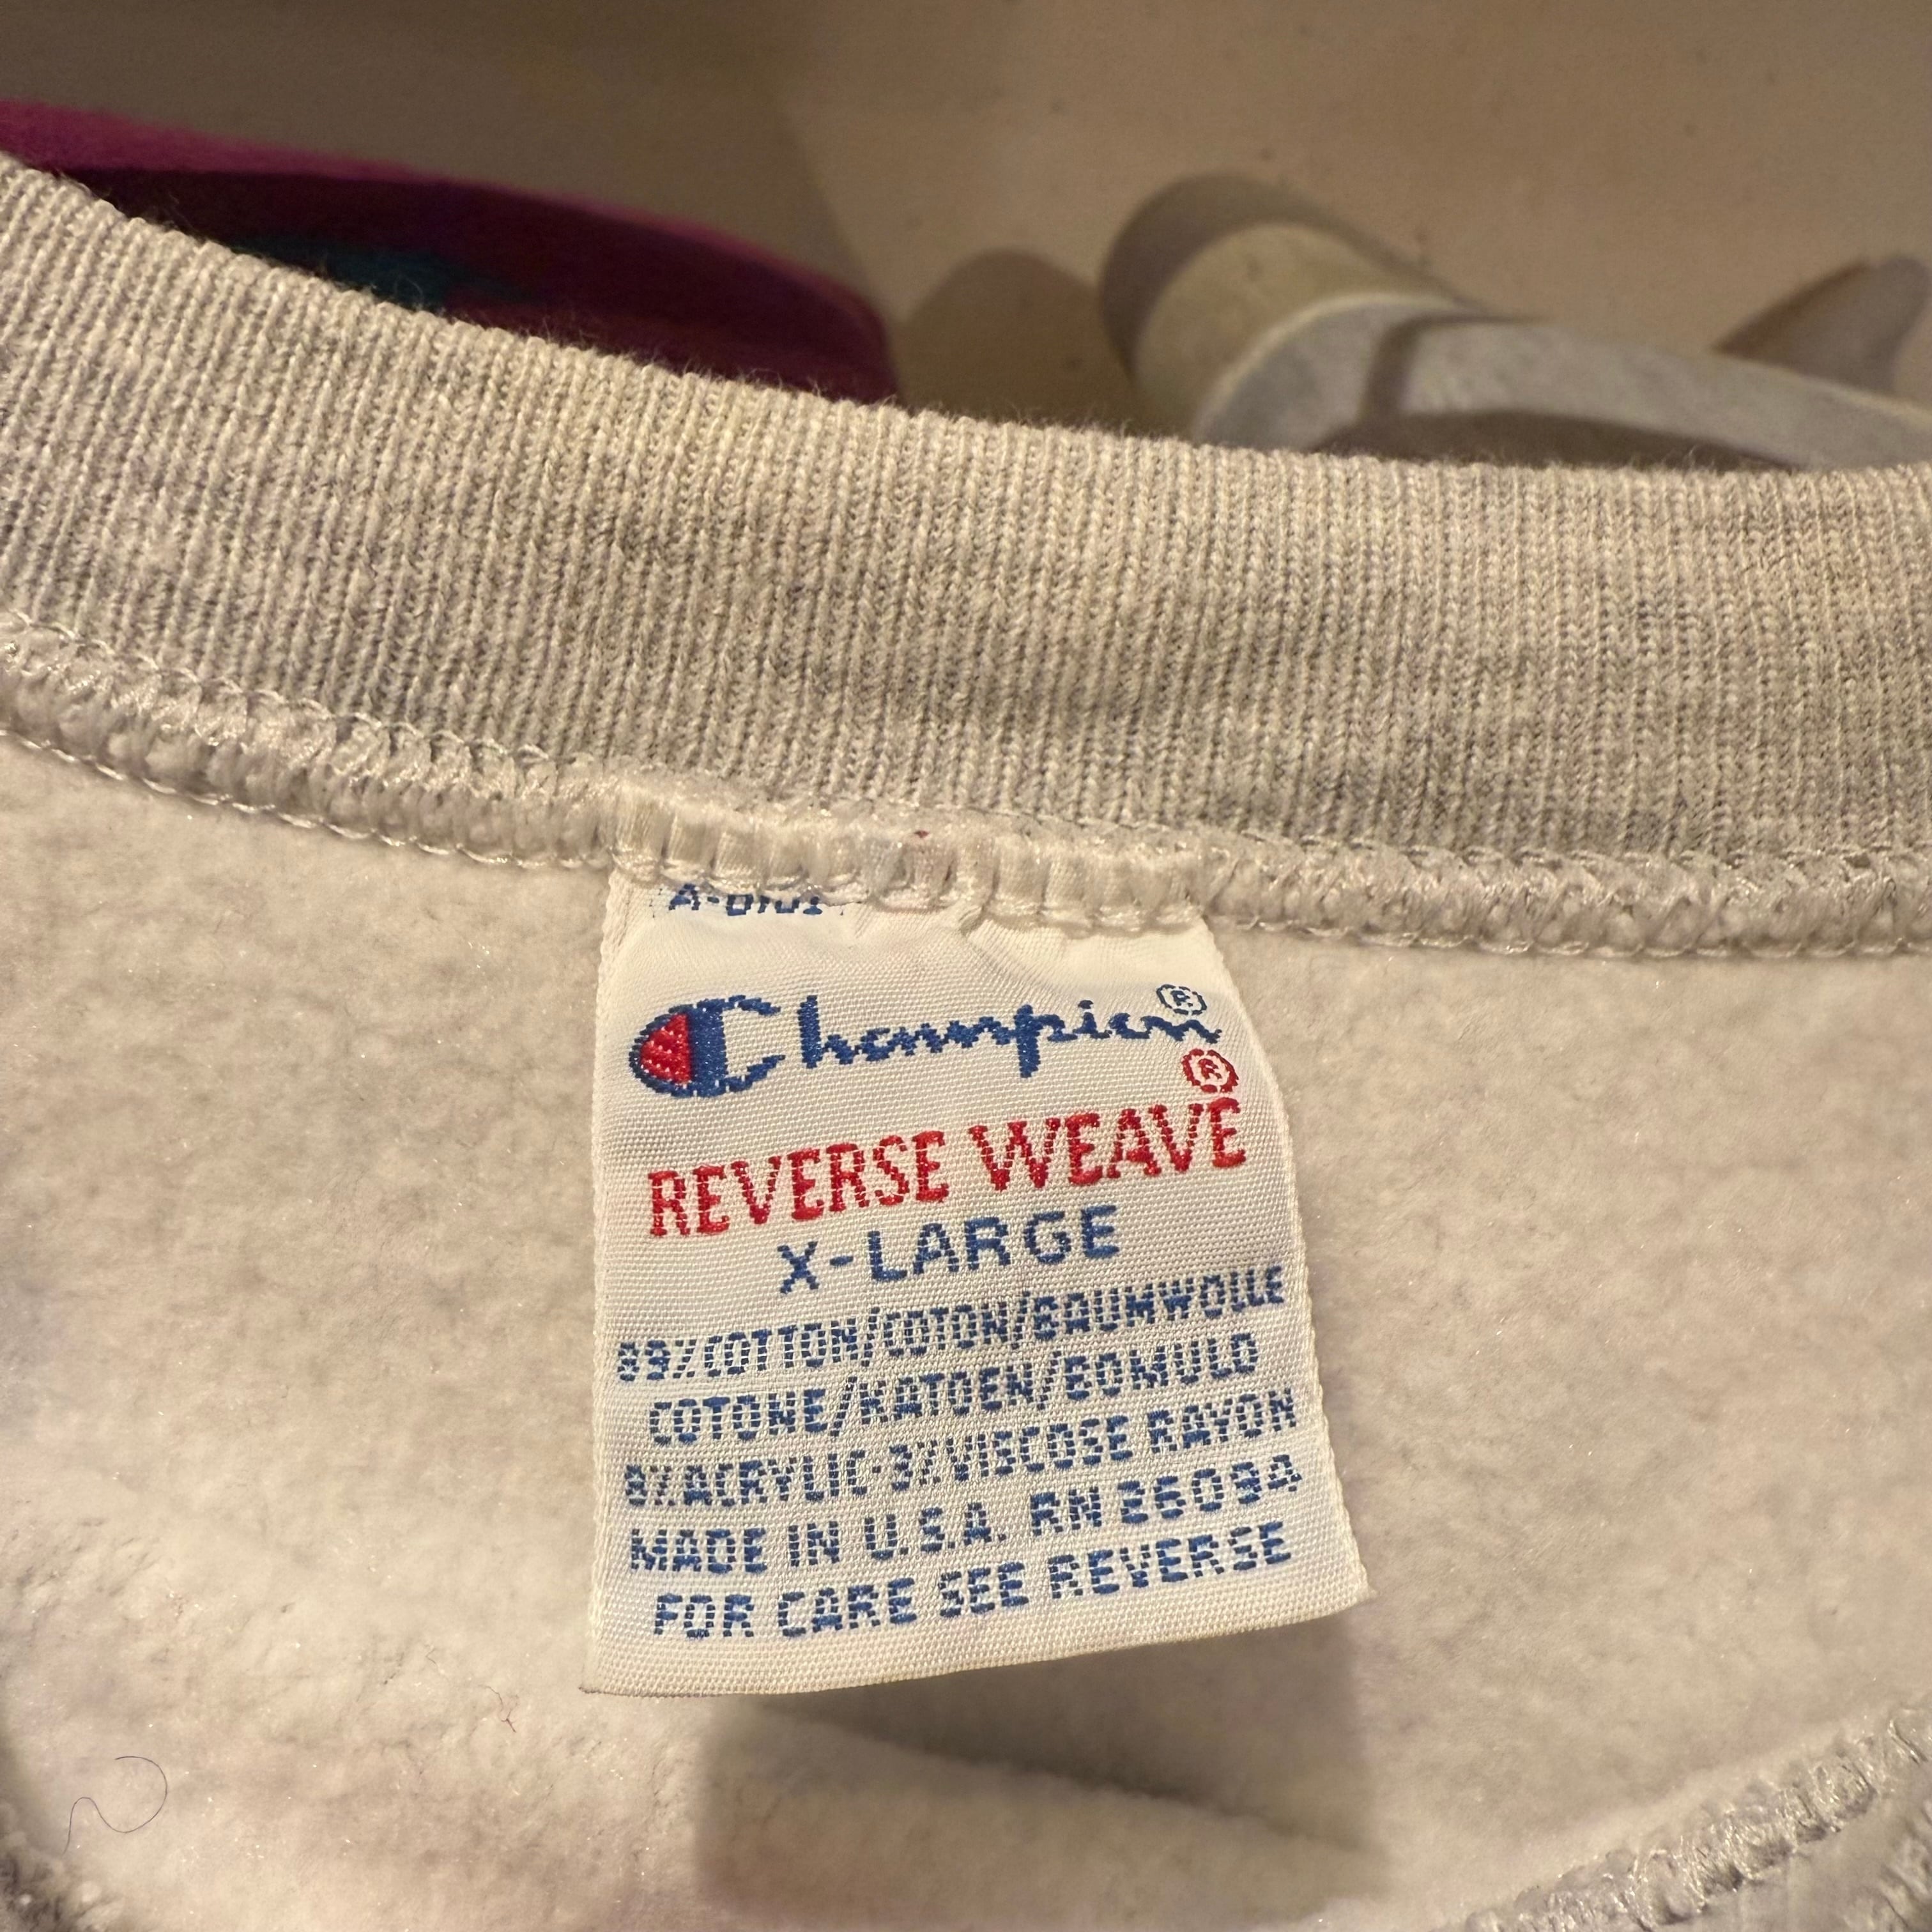 Champion®
REVERSE WEAVE®
X-LARGE
89%COTTON/COTON/BAUMWOLLE
COTONE/KATOEN/BOMULD
8%ACRYLIC-3%VISCOSE RAYON
MADE IN U.S.A. RN 26094
FOR CARE SEE REVERSE